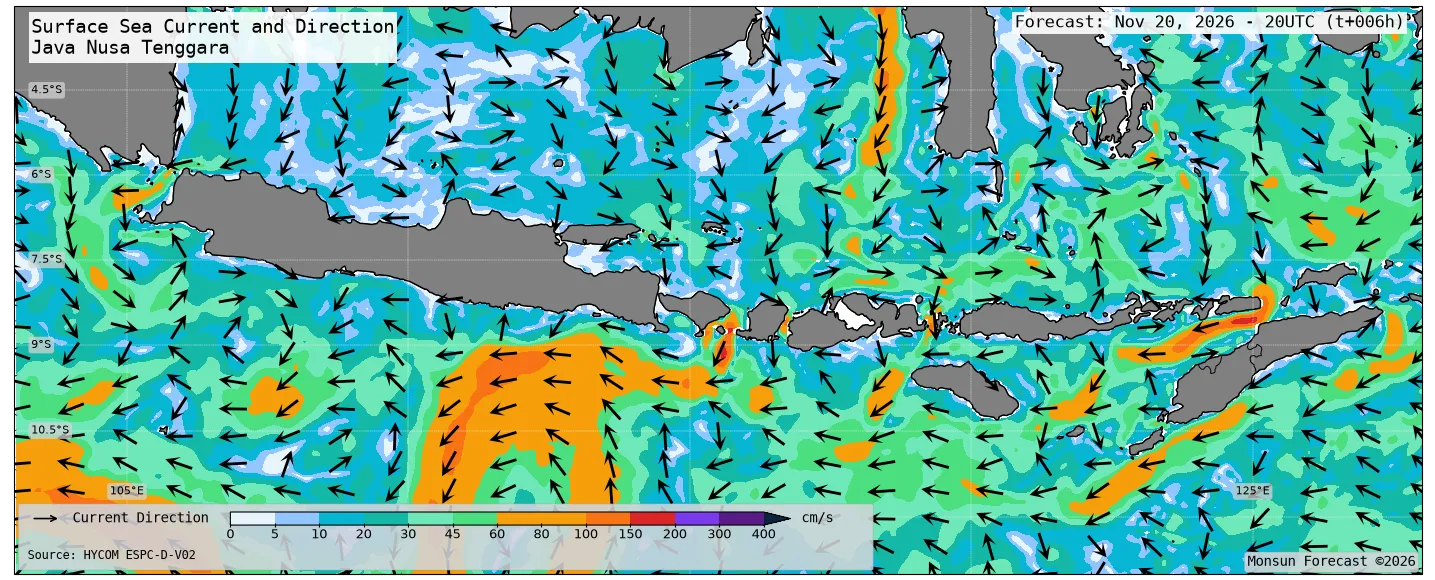 Surface Sea Current and Direction
Java Nusa Tenggara
Forecast: Nov 20, 2026 - 20UTC (t+006h)
4.5°S
6°S
7.5°S
9°S
10.5°S
105°E
125°E
Current Direction
0 5 10 20 30 45 60 80 100 150 200 300 400
cm/s
Source: HYCOM ESPC-D-V02
Monsun Forecast ©2026